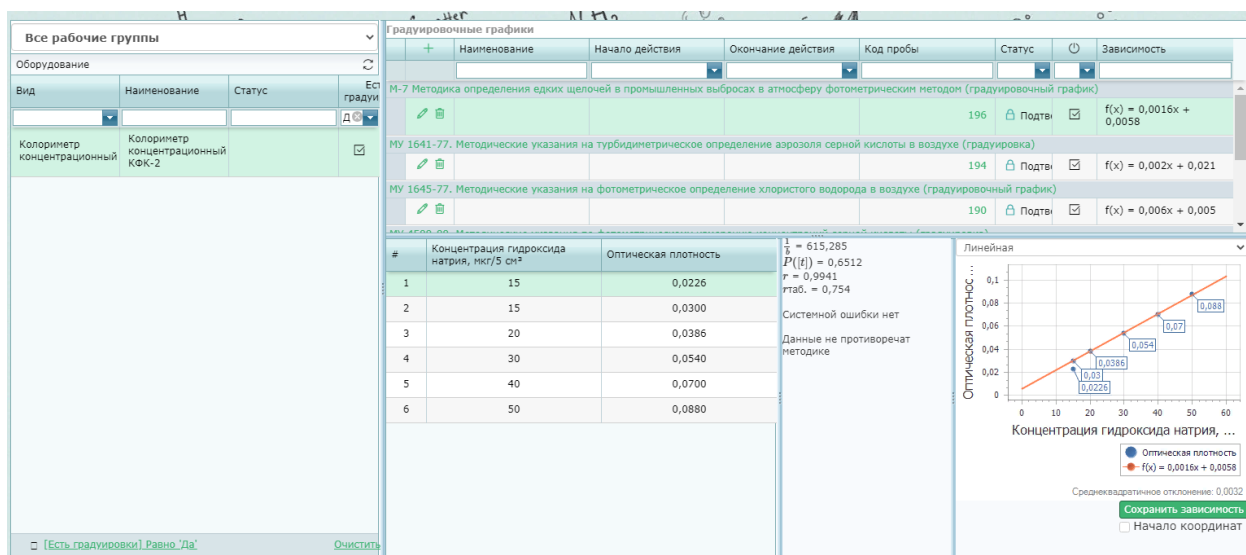 Все рабочие группы
Оборудование
Вид Наименование Статус Ест
градуи
Д
Колориметр
концентрационный
Колориметр
концентрационный
КФК-2
[Есть градуировки] Равно 'Да' Очистить
Градуировочные графики
+ Наименование Начало действия Окончание действия Код пробы Статус Зависимость
М-7 Методика определения едких щелочей в промышленных выбросах в атмосферу фотометрическим методом (градуировочный график)
196 Подтв f(x) = 0,0016x +
0,0058
МУ 1641-77. Методические указания на турбидиметрическое определение аэрозоля серной кислоты в воздухе (градуировка)
194 Подтв f(x) = 0,002x + 0,021
МУ 1645-77. Методические указания на фотометрическое определение хлористого водорода в воздухе (градуировочный график)
190 Подтв f(x) = 0,006x + 0,005
# Концентрация гидроксида
натрия, мкг/5 см³
Оптическая плотность
1 15 0,0226
2 15 0,0300
3 20 0,0386
4 30 0,0540
5 40 0,0700
6 50 0,0880
1/b = 615,285
P([t]) = 0,6512
r = 0,9941
rтаб. = 0,754
Системной ошибки нет
Данные не противоречат
методике
Линейная
Оптическая плотнос ...
0,1
0,08
0,06
0,04
0,02
0
0,088
0,07
0,054
0,0386
0,03
0,0226
0 10 20 30 40 50 60
Концентрация гидроксида натрия, ...
Оптическая плотность
f(x) = 0,0016x + 0,0058
Среднеквадратичное отклонение: 0,0032
Сохранить зависимость
Начало координат